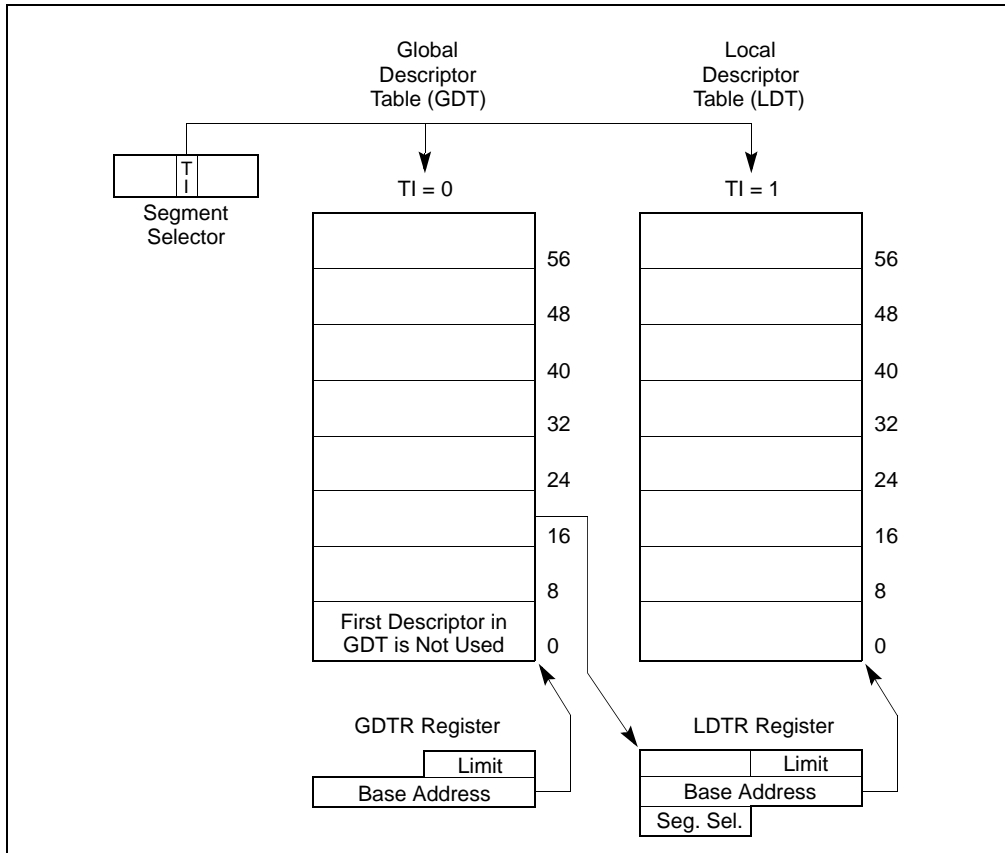 Global
Descriptor
Table (GDT)
Local
Descriptor
Table (LDT)
T
I
Segment
Selector
TI = 0
TI = 1
56
48
40
32
24
16
8
0
First Descriptor in
GDT is Not Used
56
48
40
32
24
16
8
0
GDTR Register
Limit
Base Address
LDTR Register
Limit
Base Address
Seg. Sel.